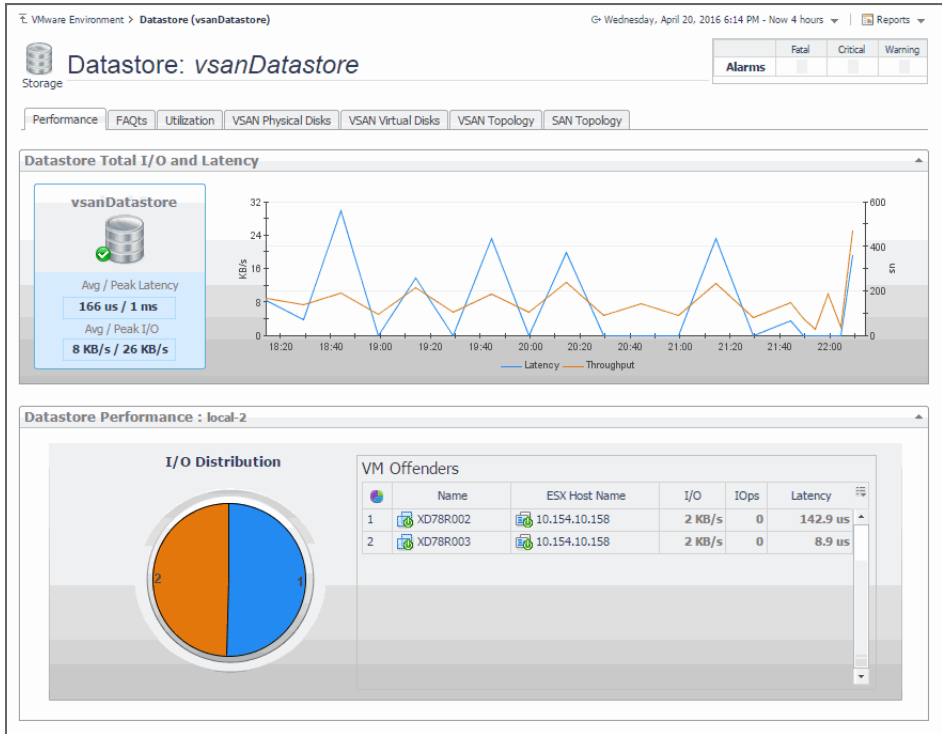 VMware Environment > Datastore (vsanDatastore)
Wednesday, April 20, 2016 6:14 PM - Now 4 hours
Reports
Storage
Datastore: vsanDatastore
Fatal Critical Warning
Alarms
Performance FAQts Utilization VSAN Physical Disks VSAN Virtual Disks VSAN Topology SAN Topology
Datastore Total I/O and Latency
vsanDatastore
Avg / Peak Latency
166 us / 1 ms
Avg / Peak I/O
8 KB/s / 26 KB/s
KB/s
32
24
16
8
0
600
400
200
0
us
18:20 18:40 19:00 19:20 19:40 20:00 20:20 20:40 21:00 21:20 21:40 22:00
Latency Throughput
Datastore Performance : local-2
I/O Distribution
2
1
VM Offenders
Name ESX Host Name I/O IOps Latency
1 XD78R002 10.154.10.158 2 KB/s 0 142.9 us
2 XD78R003 10.154.10.158 2 KB/s 0 8.9 us